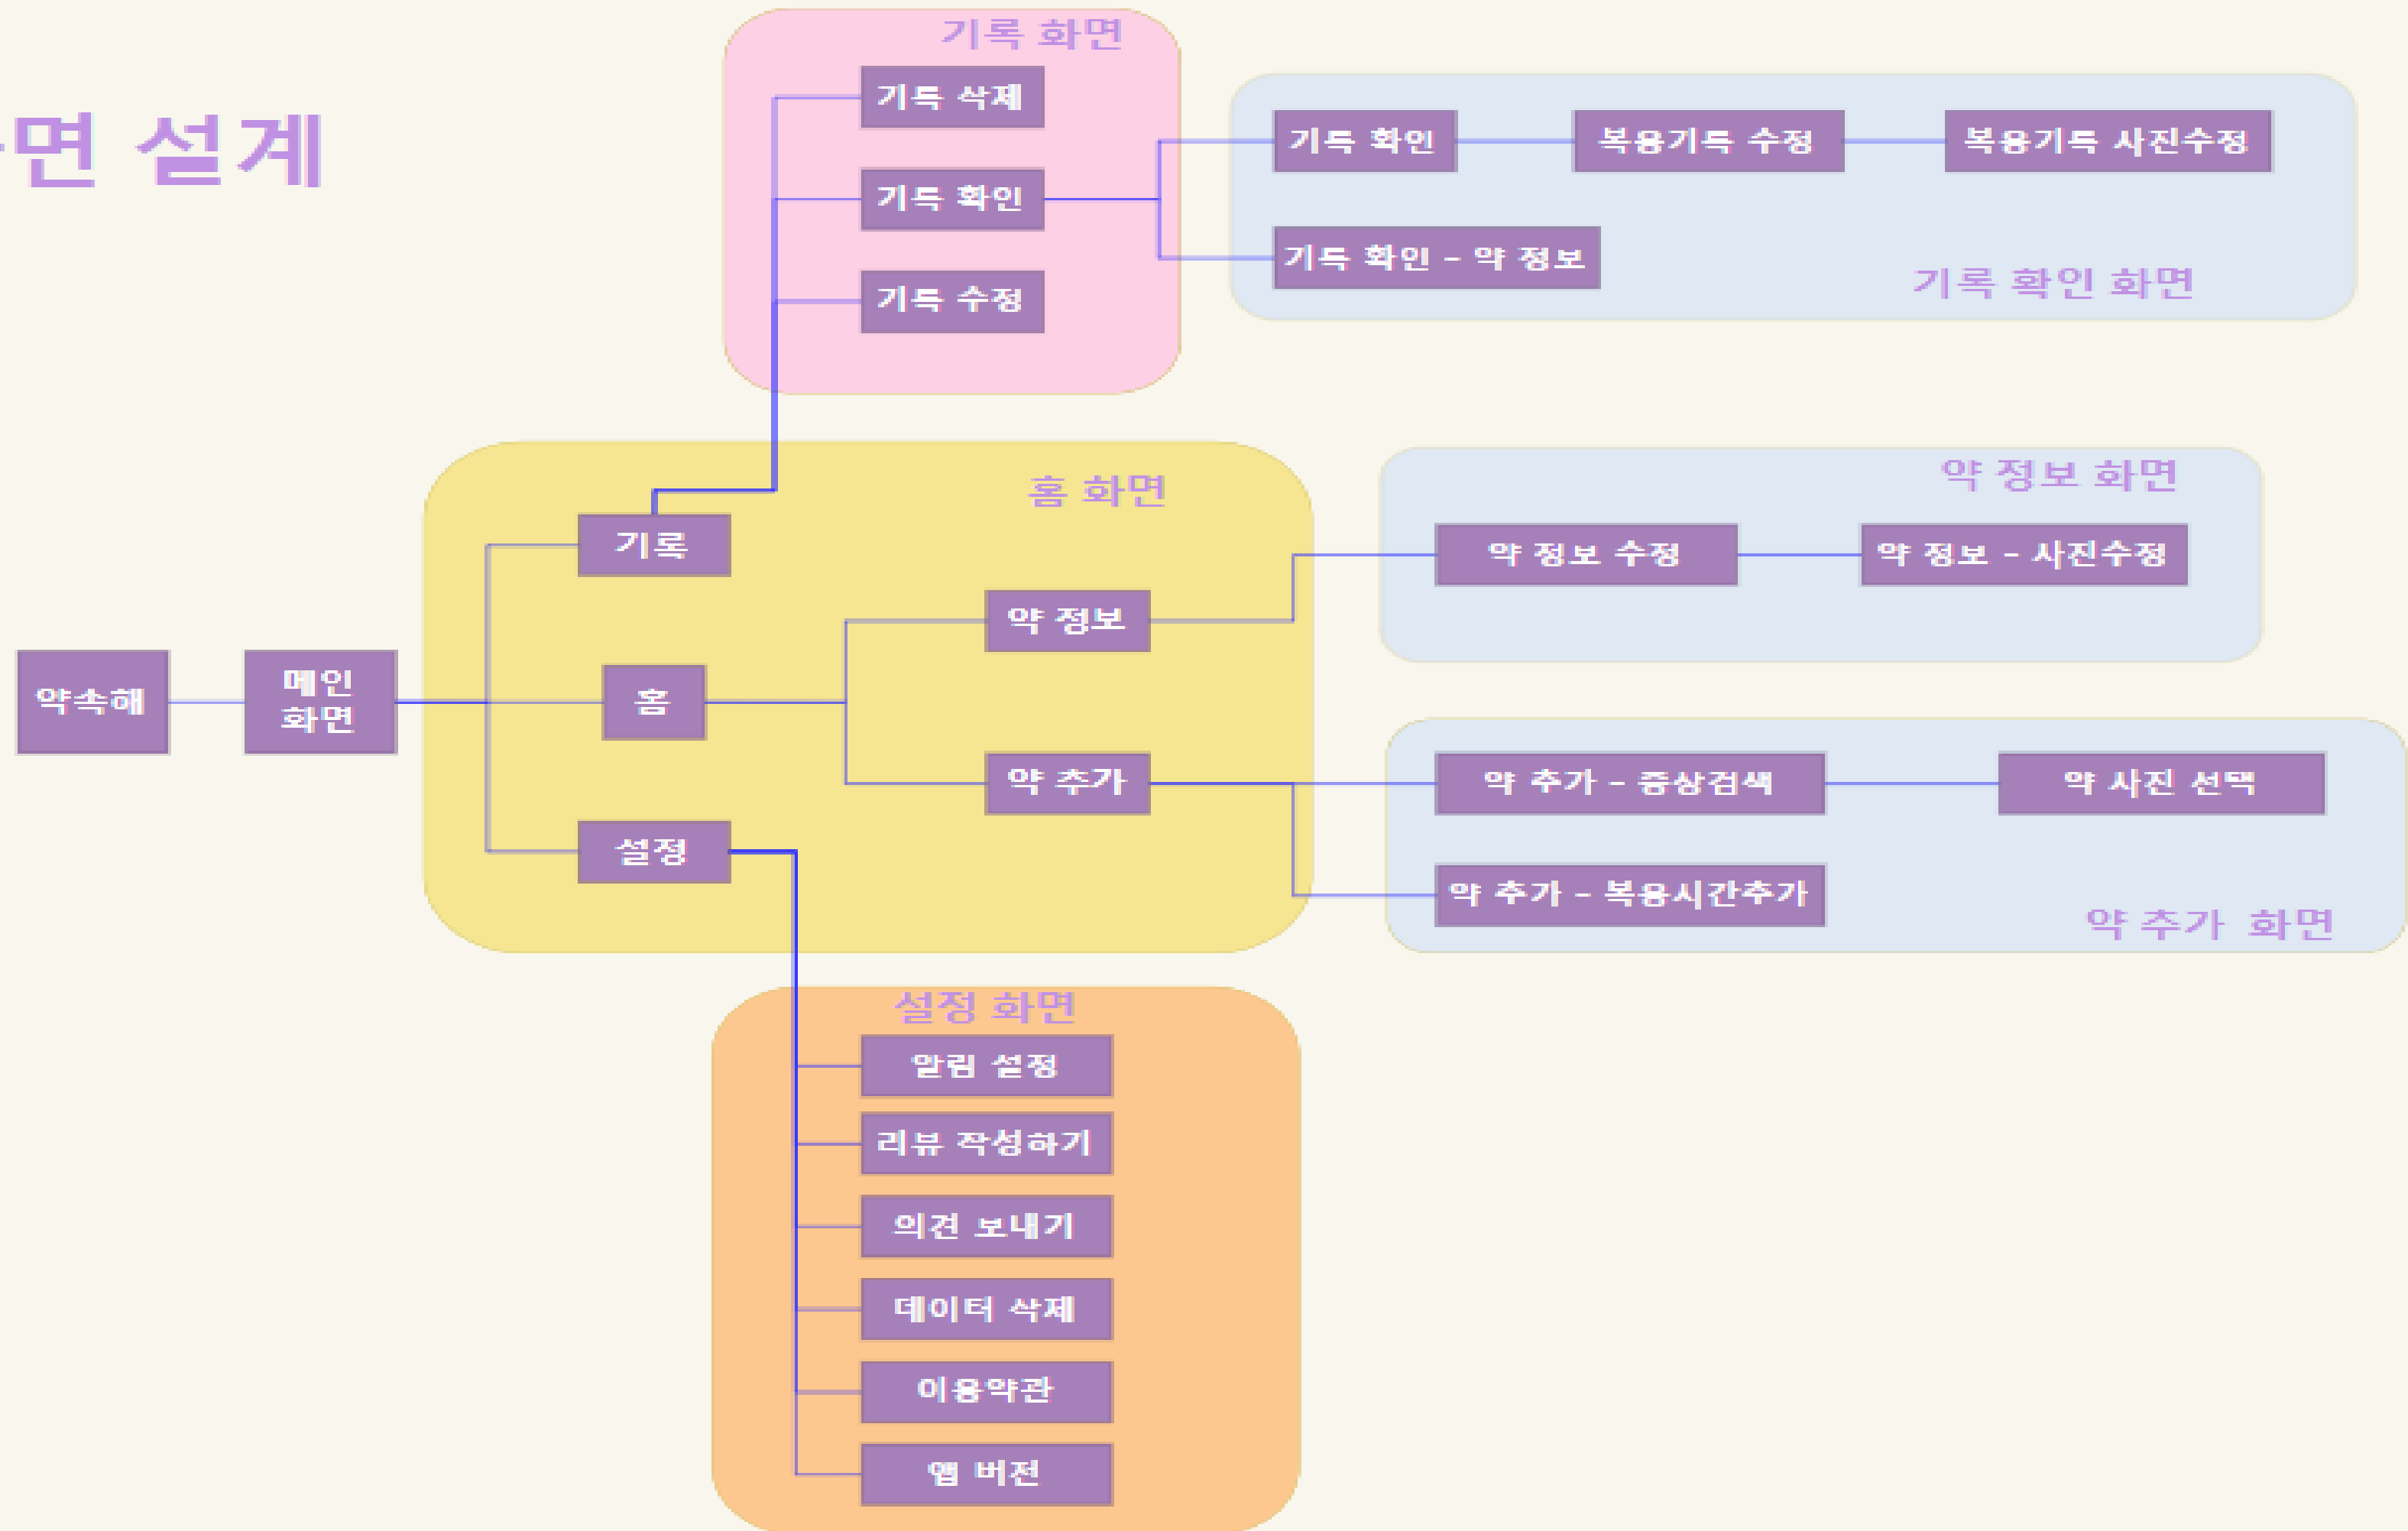 면 설계
기록 화면
기록 삭제
기록 확인
기록 수정
기록 확인
복용기록 수정
복용기록 사진수정
기록 확인 - 약 정보
기록 확인 화면
홈 화면
기록
약 정보
약속해
메인
화면
홈
약 추가
설정
약 정보 화면
약 정보 수정
약 정보 - 사진수정
약 추가 - 증상검색
약 사진 선택
약 추가 - 복용시간추가
약 추가 화면
설정 화면
알림 설정
리뷰 작성하기
의견 보내기
데이터 삭제
이용약관
앱 버전